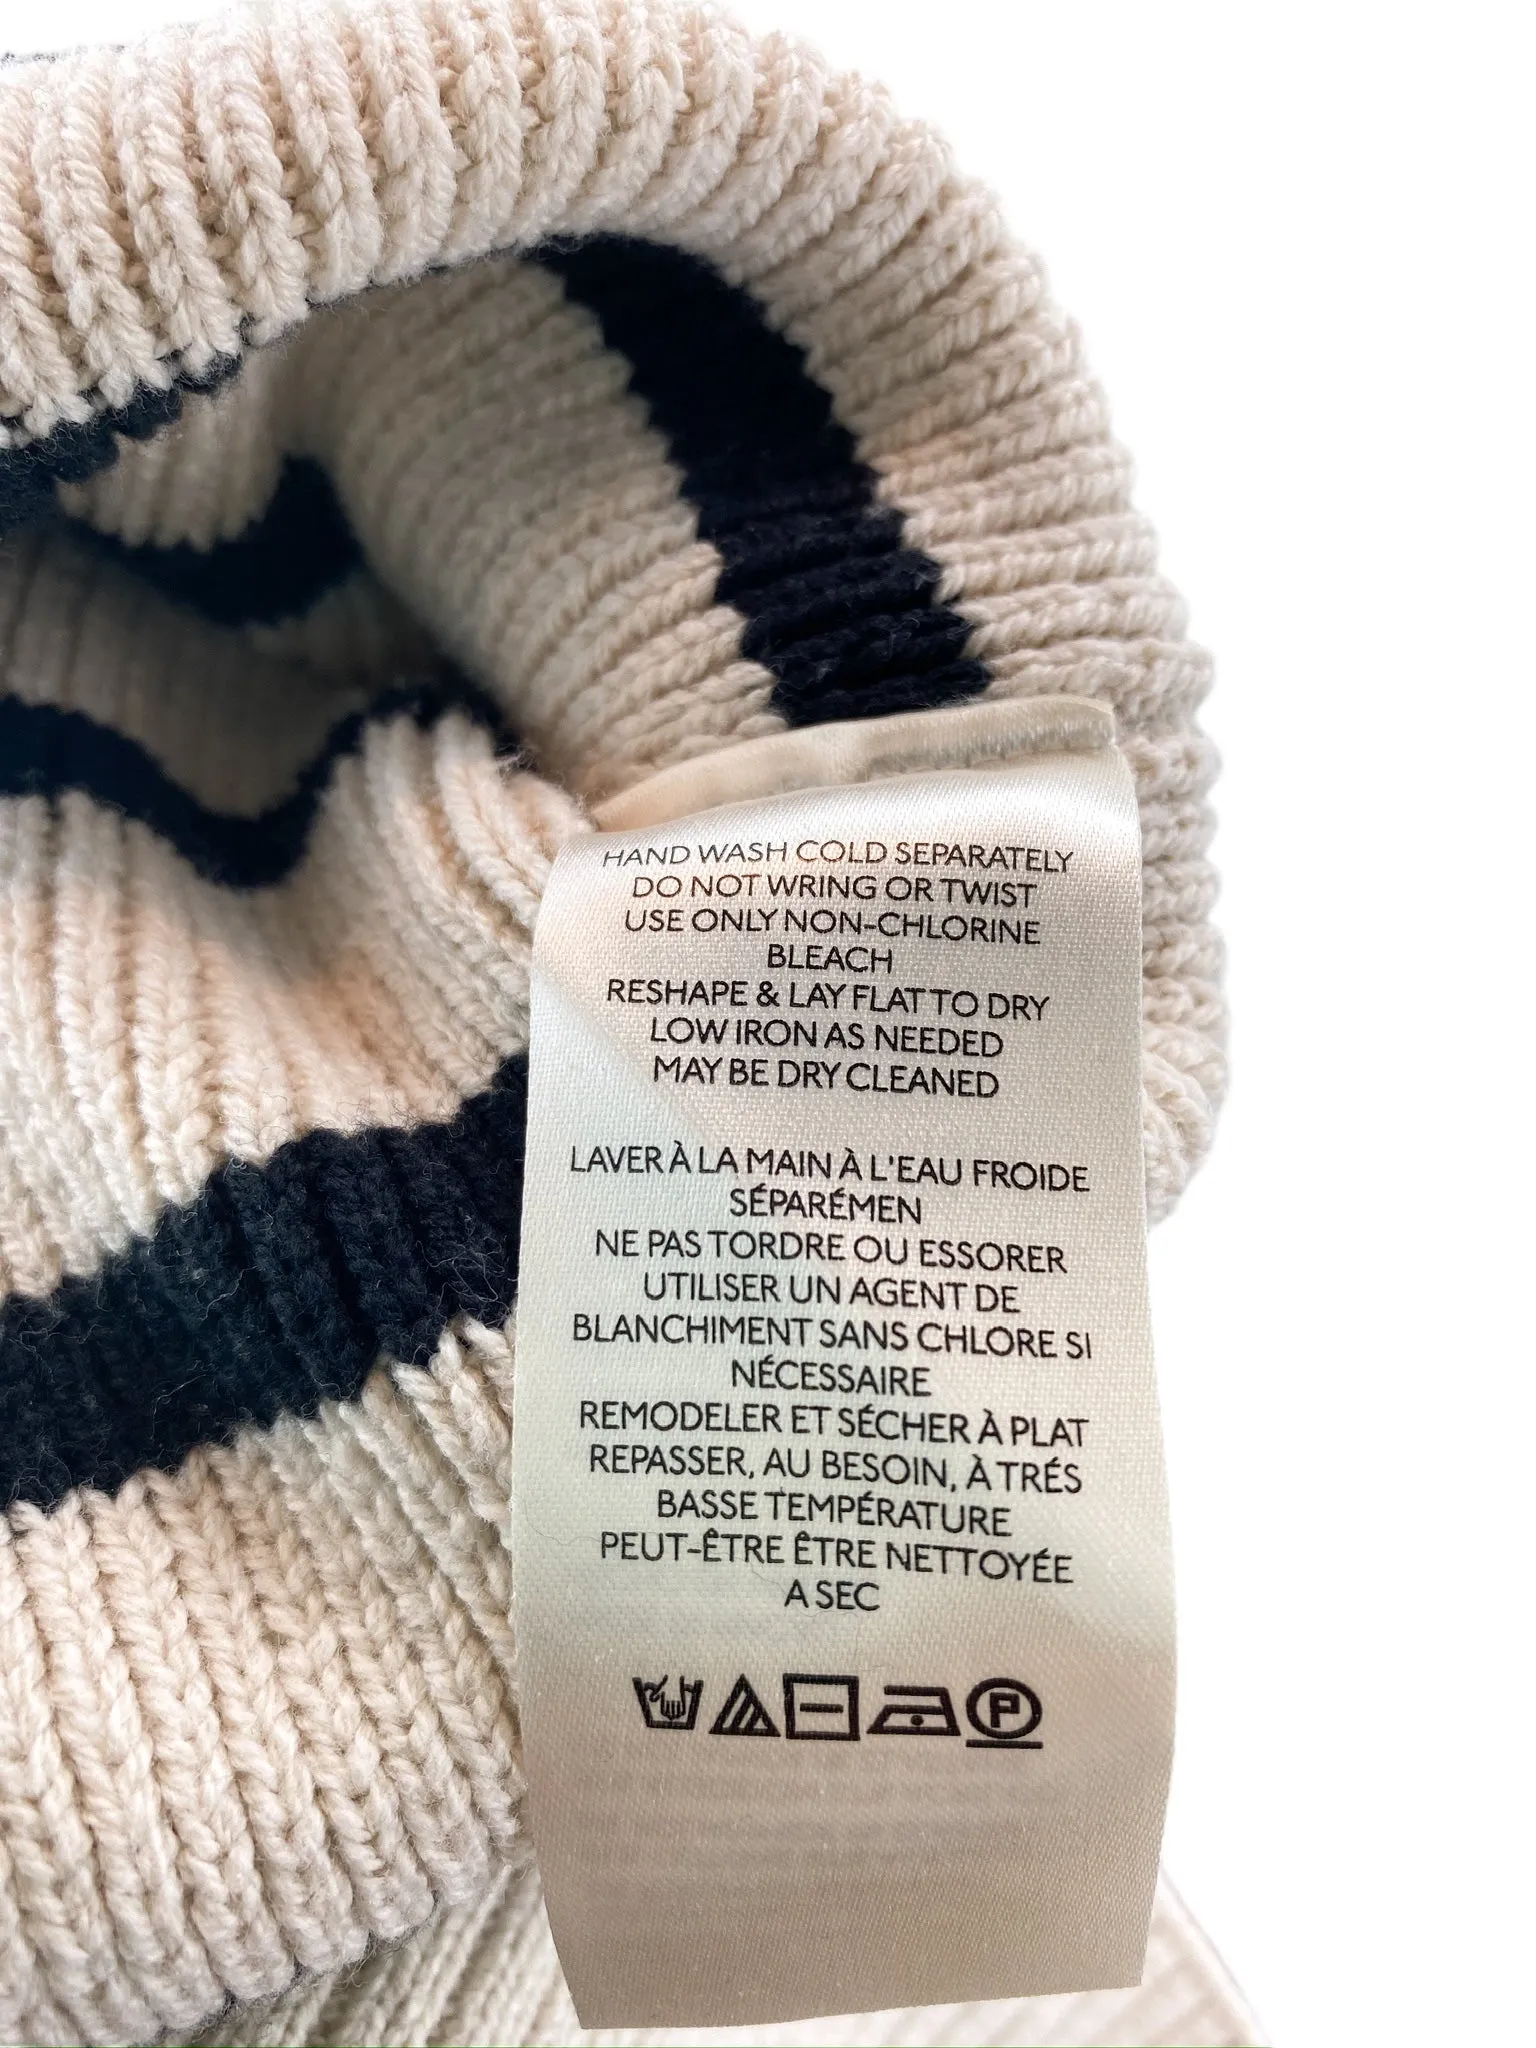 HAND WASH COLD SEPARATELY
DO NOT WRING OR TWIST
USE ONLY NON-CHLORINE
BLEACH
RESHAPE & LAY FLAT TO DRY
LOW IRON AS NEEDED
MAY BE DRY CLEANED
LAVER À LA MAIN À L'EAU FROIDE
SÉPARÉMEN
NE PAS TORDRE OU ESSORER
UTILISER UN AGENT DE
BLANCHIMENT SANS CHLORE SI
NÉCESSAIRE
REMODELER ET SÉCHER À PLAT
REPASSER, AU BESOIN, À TRÉS
BASSE TEMPÉRATURE
PEUT-ÊTRE ÊTRE NETTOYÉE
A SEC
P